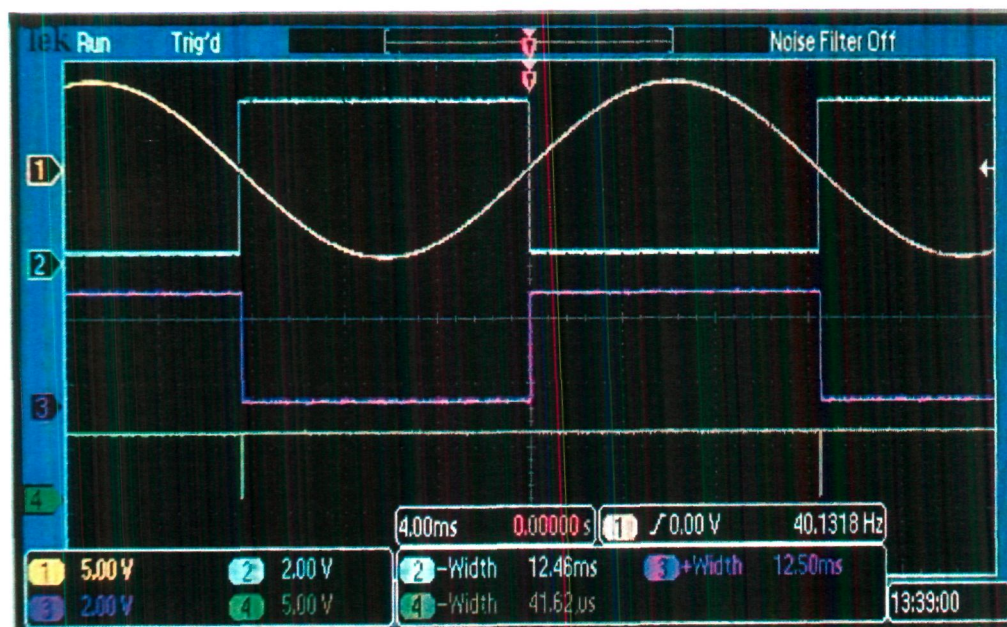 Tek Run Trig'd Noise Filter Off
T
T
1
2
3
4
4.00ms 0.00000 s 1 0.00 V 40.1318 Hz
1 5.00 V 2 2.00 V 2 -Width 12.46ms 3 +Width 12.50ms
3 2.00 V 4 5.00 V 4 -Width 41.62µs
13:39:00